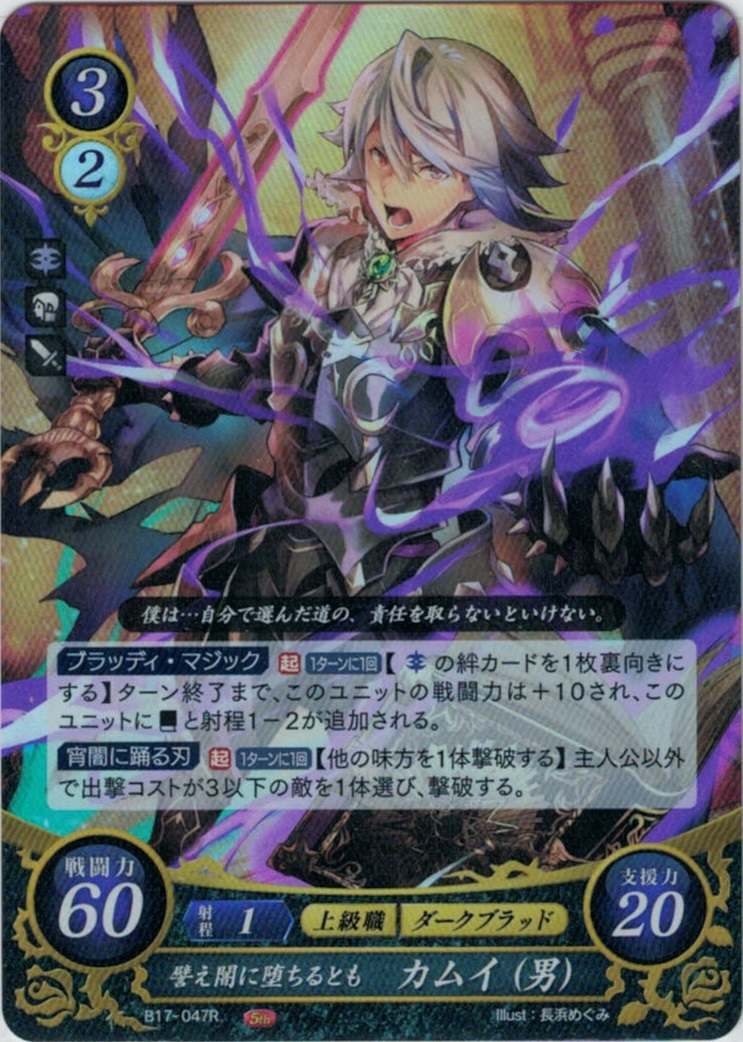 3
2
僕は…自分で選んだ道の、責任を取らないといけない。
ブラッディ・マジック 起 1ターンに1回【 の絆カードを1枚裏向きに
する】ターン終了まで、このユニットの戦闘力は+10され、この
ユニットに と射程1-2が追加される。
宵闇に踊る刃 起 1ターンに1回【他の味方を1体撃破する】主人公以外
で出撃コストが3以下の敵を1体選び、撃破する。
戦闘力
60
射程 1
上級職 ダークブラッド
支援力
20
譬え闇に堕ちるとも カムイ(男)
B17-047R 5th Illust:長浜めぐみ